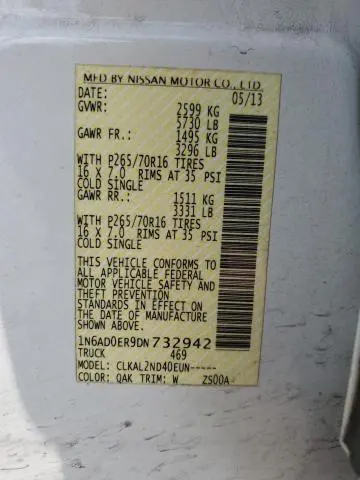 MFD BY NISSAN MOTOR CO., LTD.
DATE: 05/13
GVWR: 2599 KG
5730 LB
GAWR FR.: 1495 KG
3296 LB
WITH P265/70R16 TIRES
16 X 7.0 RIMS AT 35 PSI
COLD SINGLE
GAWR RR.: 1511 KG
3331 LB
WITH P265/70R16 TIRES
16 X 7.0 RIMS AT 35 PSI
COLD SINGLE
THIS VEHICLE CONFORMS TO
ALL APPLICABLE FEDERAL
MOTOR VEHICLE SAFETY AND
THEFT PREVENTION
STANDARDS IN EFFECT ON
THE DATE OF MANUFACTURE
SHOWN ABOVE.
1N6AD0ER9DN 732942
TRUCK 469
MODEL: CLKAL2ND40EUN-----
COLOR: QAK TRIM: W ZS00A